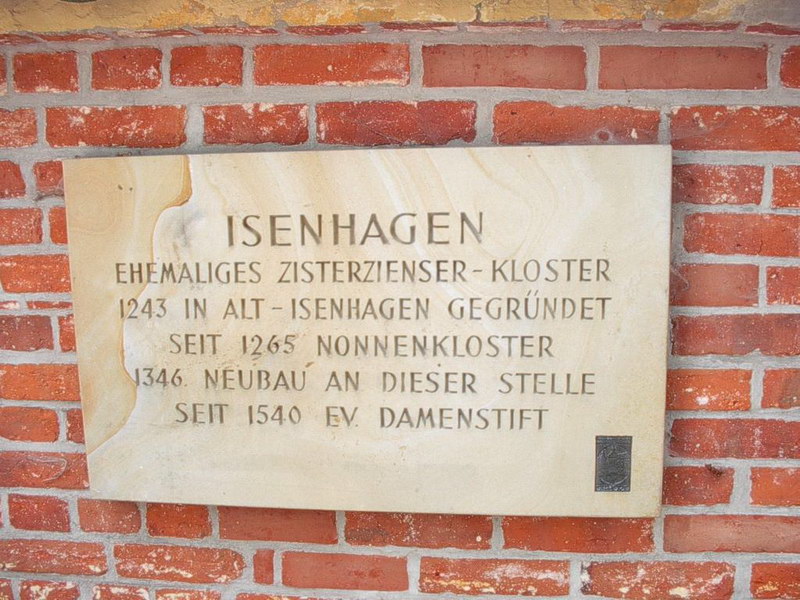 ISENHAGEN
EHEMALIGES ZISTERZIENSER-KLOSTER
1243 IN ALT-ISENHAGEN GEGRÜNDET
SEIT 1265 NONNENKLOSTER
1346 NEUBAU AN DIESER STELLE
SEIT 1540 EV. DAMENSTIFT